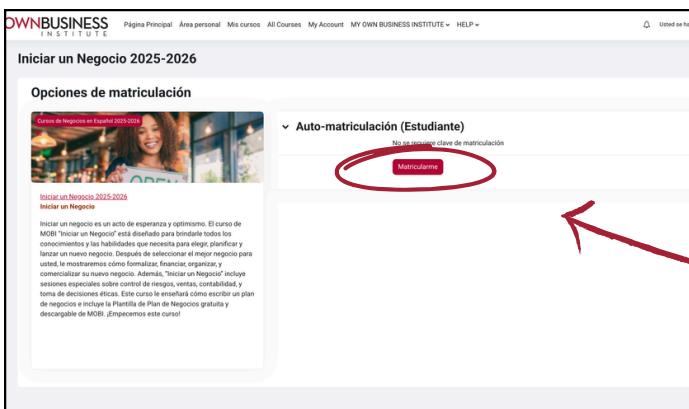 OWNBUSINESS
INSTITUTE
Página Principal Área personal Mis cursos All Courses My Account MY OWN BUSINESS INSTITUTE HELP
Usted se ha
Iniciar un Negocio 2025-2026
Opciones de matriculación
Cursos de Negocios en Español 2025-2026
OPEN
Iniciar un Negocio 2025-2026
Iniciar un Negocio
Iniciar un negocio es un acto de esperanza y optimismo. El curso de
MOBI "Iniciar un Negocio" está diseñado para brindarle todos los
conocimientos y las habilidades que necesita para elegir, planificar y
lanzar un nuevo negocio. Después de seleccionar el mejor negocio para
usted, le mostraremos cómo formalizar, financiar, organizar, y
comercializar su nuevo negocio. Además, "Iniciar un Negocio" incluye
sesiones especiales sobre control de riesgos, ventas, contabilidad, y
toma de decisiones éticas. Este curso le enseñará cómo escribir un plan
de negocios e incluye la Plantilla de Plan de Negocios gratuita y
descargable de MOBI. ¡Empecemos este curso!
Auto-matriculación (Estudiante)
No se requiere clave de matriculación
Matricularme